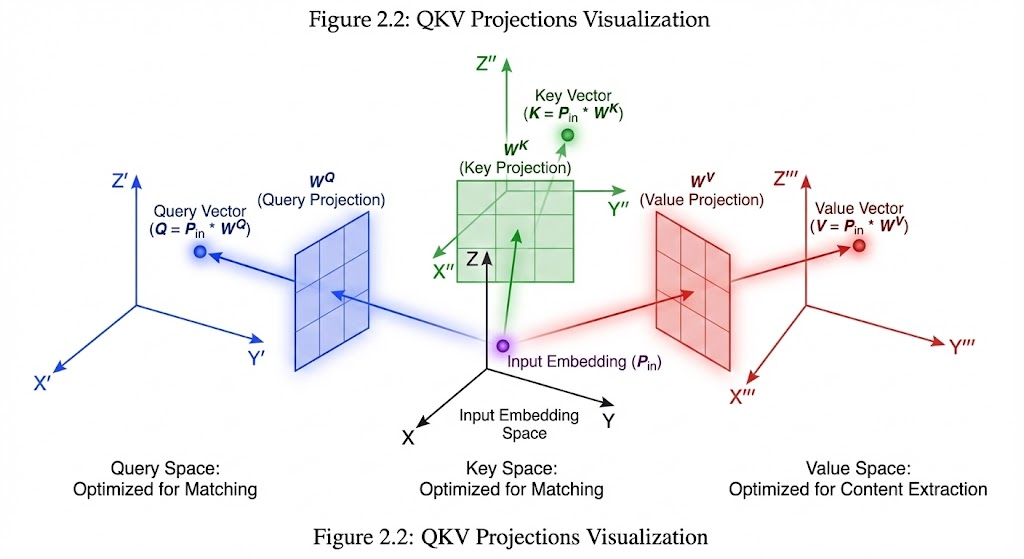 Figure 2.2: QKV Projections Visualization
Z''
Key Vector
(K = Pin * WK)
WK
(Key Projection)
Y''
X''
Z'
WQ
(Query Projection)
Query Vector
(Q = Pin * WQ)
Y'
X'
WV
(Value Projection)
Z'''
Value Vector
(V = Pin * WV)
Y'''
X'''
Z
Input Embedding (Pin)
Y
X
Input Embedding
Space
Query Space:
Optimized for Matching
Key Space:
Optimized for Matching
Value Space:
Optimized for Content Extraction
Figure 2.2: QKV Projections Visualization